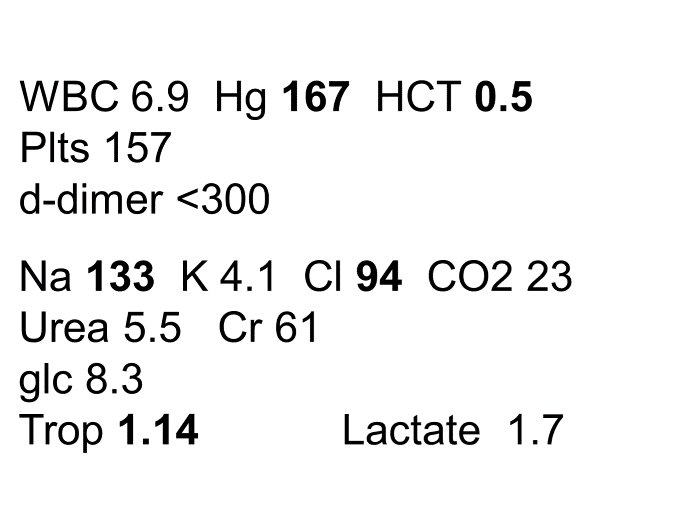 WBC 6.9 Hg 167 HCT 0.5
Plts 157
d-dimer <300
Na 133 K 4.1 Cl 94 CO2 23
Urea 5.5 Cr 61
glc 8.3
Trop 1.14 Lactate 1.7